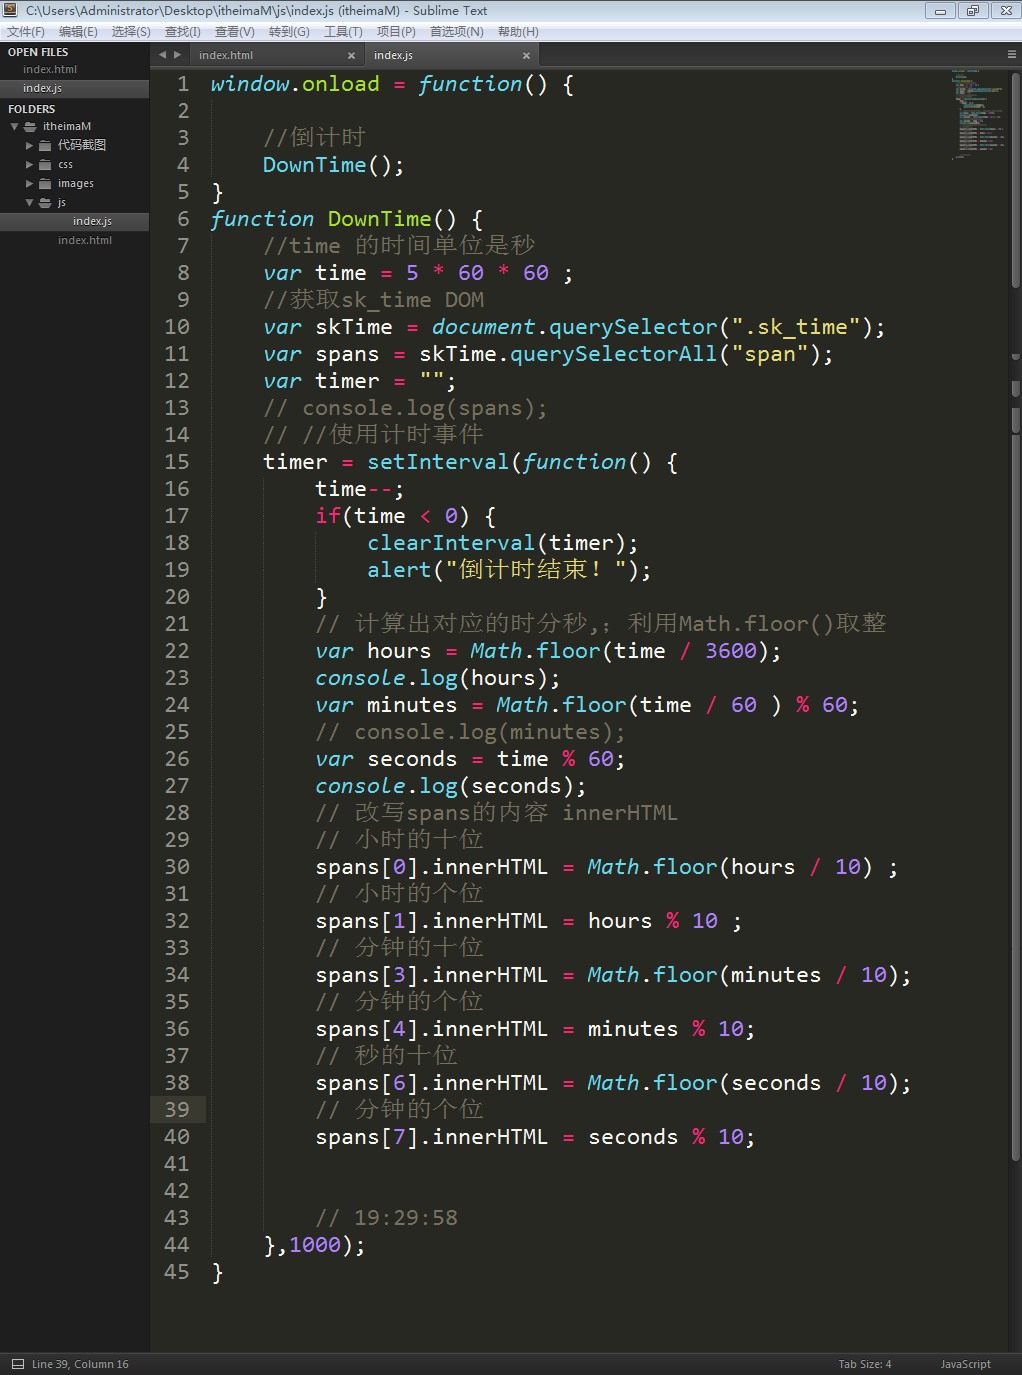 C:\Users\Administrator\Desktop\itheimaM\js\index.js (itheimaM) - Sublime Text
文件(F) 编辑(E) 选择(S) 查找(I) 查看(V) 转到(G) 工具(T) 项目(P) 首选项(N) 帮助(H)
OPEN FILES
index.html
index.js
FOLDERS
itheimaM
代码截图
css
images
js
index.js
index.html
index.html × index.js ×
1 window.onload = function() {
2
3 //倒计时
4 DownTime();
5 }
6 function DownTime() {
7 //time 的时间单位是秒
8 var time = 5 * 60 * 60 ;
9 //获取sk_time DOM
10 var skTime = document.querySelector(".sk_time");
11 var spans = skTime.querySelectorAll("span");
12 var timer = "";
13 // console.log(spans);
14 // //使用计时事件
15 timer = setInterval(function() {
16 time--;
17 if(time < 0) {
18 clearInterval(timer);
19 alert("倒计时结束！");
20 }
21 // 计算出对应的时分秒,；利用Math.floor()取整
22 var hours = Math.floor(time / 3600);
23 console.log(hours);
24 var minutes = Math.floor(time / 60 ) % 60;
25 // console.log(minutes);
26 var seconds = time % 60;
27 console.log(seconds);
28 // 改写spans的内容 innerHTML
29 // 小时的十位
30 spans[0].innerHTML = Math.floor(hours / 10) ;
31 // 小时的个位
32 spans[1].innerHTML = hours % 10 ;
33 // 分钟的十位
34 spans[3].innerHTML = Math.floor(minutes / 10);
35 // 分钟的个位
36 spans[4].innerHTML = minutes % 10;
37 // 秒的十位
38 spans[6].innerHTML = Math.floor(seconds / 10);
39 // 分钟的个位
40 spans[7].innerHTML = seconds % 10;
41
42
43 // 19:29:58
44 },1000);
45 }
Line 39, Column 16 Tab Size: 4 JavaScript